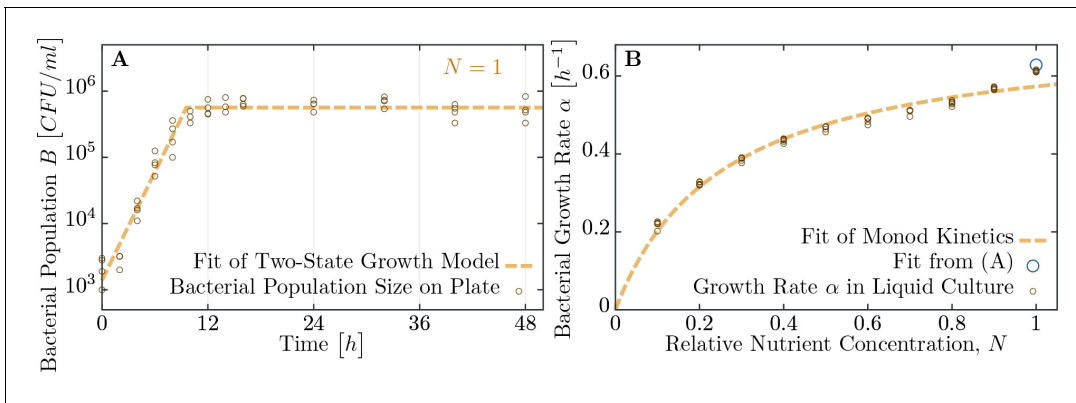 A
N = 1
Bacterial Population B [CFU/ml]
10^6
10^5
10^4
10^3
Fit of Two-State Growth Model
Bacterial Population Size on Plate
0 12 24 36 48
Time [h]
B
Bacterial Growth Rate α [h^{-1}]
0.6
0.4
0.2
0
Fit of Monod Kinetics
Fit from (A)
Growth Rate α in Liquid Culture
0 0.2 0.4 0.6 0.8 1
Relative Nutrient Concentration, N